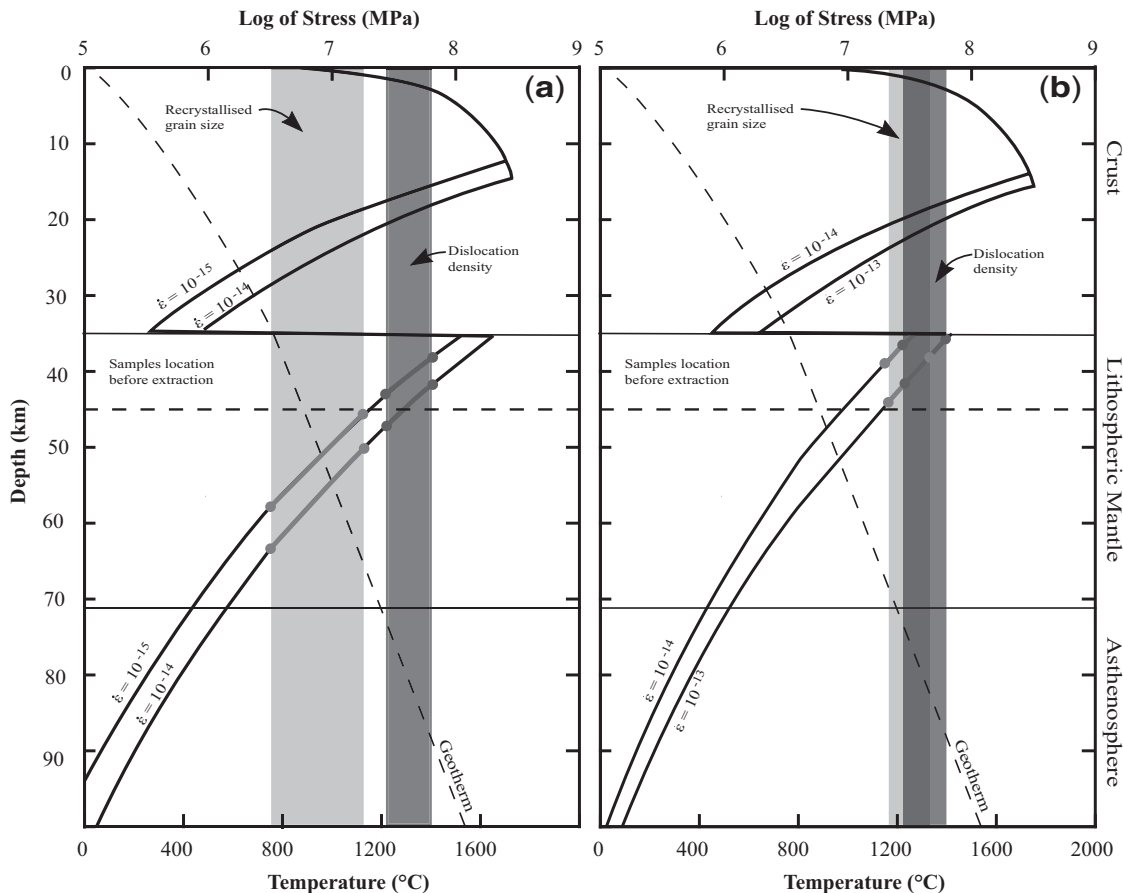 Log of Stress (MPa)
Log of Stress (MPa)
5 6 7 8 9
5 6 7 8 9
(a)
(b)
0
10
20
30
40
50
60
70
80
90
Depth (km)
Recrystallised
grain size
Dislocation
density
ε̇ = 10⁻¹⁵
ε̇ = 10⁻¹⁴
Samples location
before extraction
ε̇ = 10⁻¹⁵
ε̇ = 10⁻¹⁴
Geotherm
0 400 800 1200 1600
Temperature (°C)
Recrystallised
grain size
Dislocation
density
ε = 10⁻¹⁴
ε = 10⁻¹³
Samples location
before extraction
ε = 10⁻¹⁴
ε = 10⁻¹³
Geotherm
0 400 800 1200 1600 2000
Temperature (°C)
Crust
Lithospheric Mantle
Asthenosphere